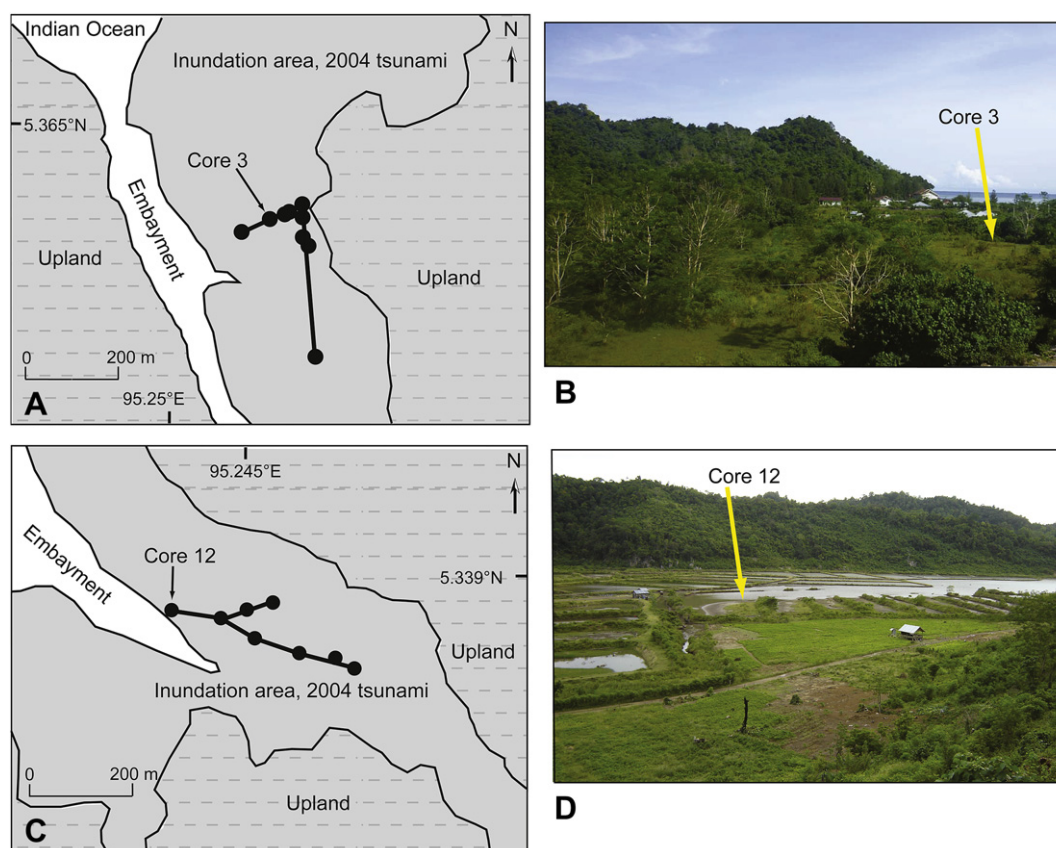 Indian Ocean
N
Inundation area, 2004 tsunami
5.365°N
Core 3
Embayment
Upland
Upland
0 200 m
95.25°E
A
Core 3
B
95.245°E
N
Embayment
Core 12
5.339°N
Upland
Inundation area, 2004 tsunami
0 200 m
Upland
C
Core 12
D